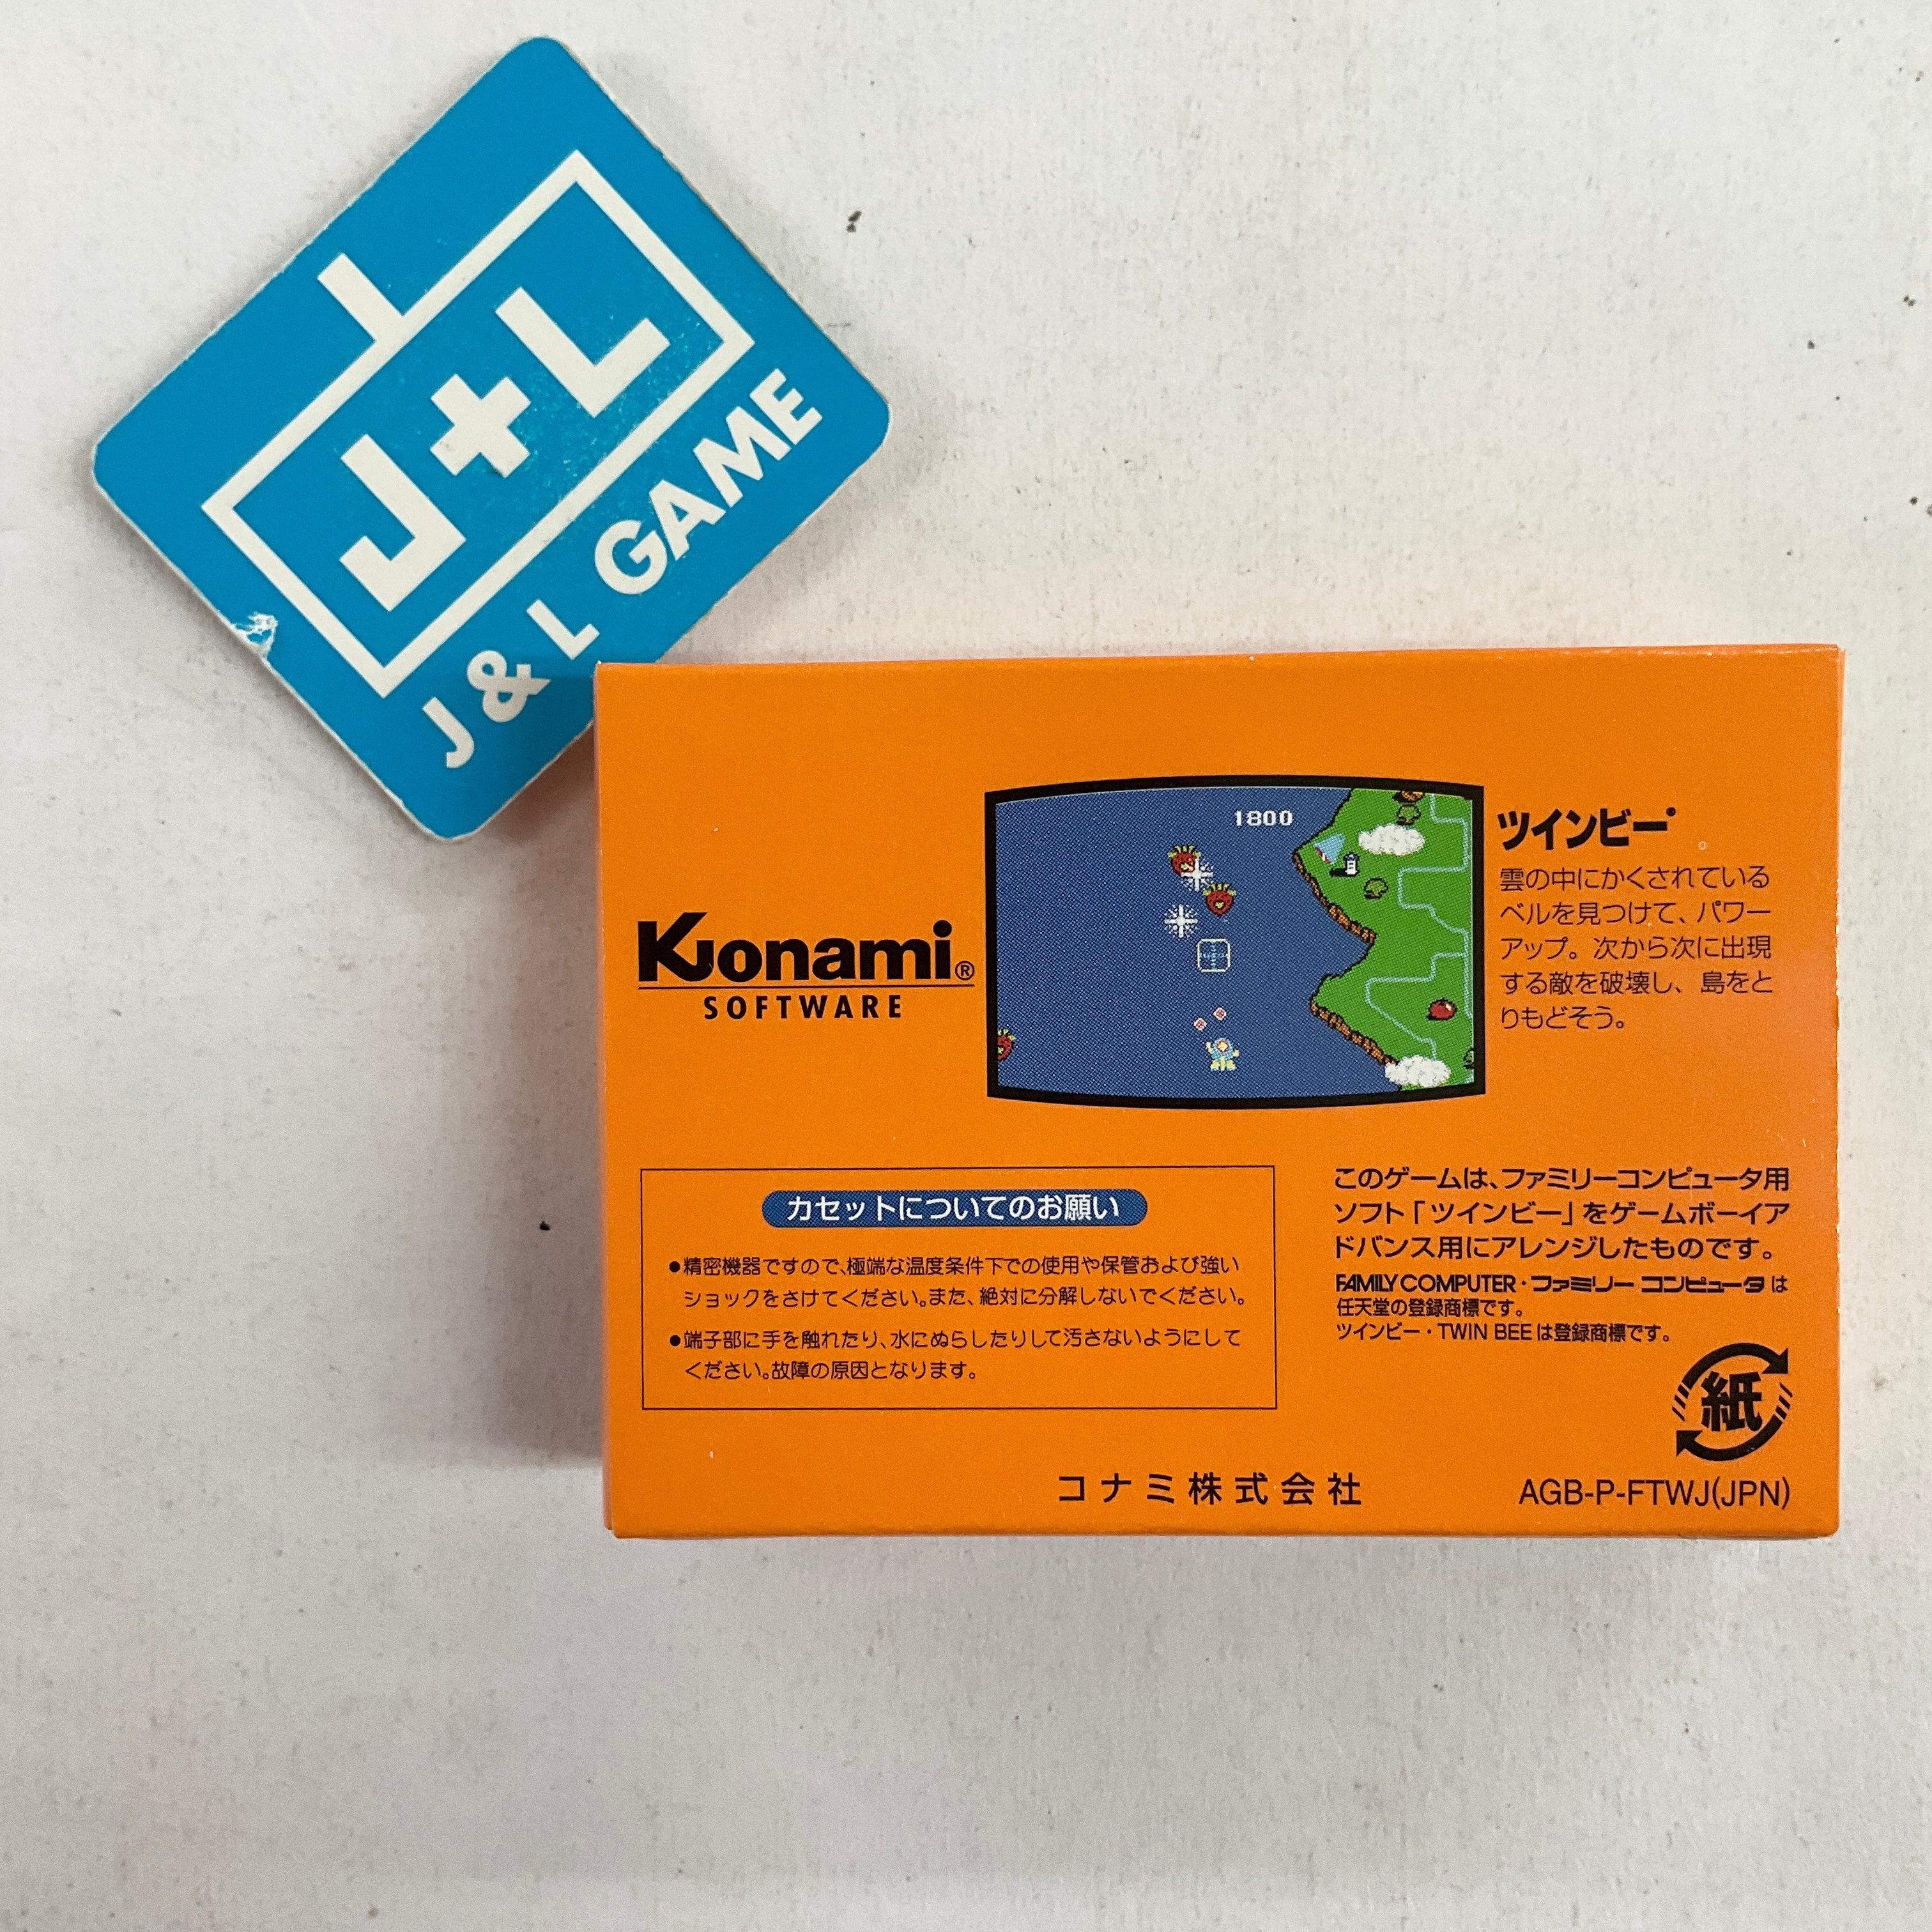 J+L
J & L GAME
Konami®
SOFTWARE
1800
ツインビー
雲の中にかくされている
ベルを見つけて、パワー
アップ。次から次に出現
する敵を破壊し、島をと
りもどそう。
カセットについてのお願い
●精密機器ですので、極端な温度条件下での使用や保管および強い
ショックをさけてください。また、絶対に分解しないでください。
●端子部に手を触れたり、水にぬらしたりして汚さないようにして
ください。故障の原因となります。
このゲームは、ファミリーコンピュータ用
ソフト「ツインビー」をゲームボーイア
ドバンス用にアレンジしたものです。
FAMILY COMPUTER・ファミリー コンピュータ は
任天堂の登録商標です。
ツインビー・TWIN BEE は登録商標です。
紙
コナミ株式会社
AGB-P-FTWJ(JPN)